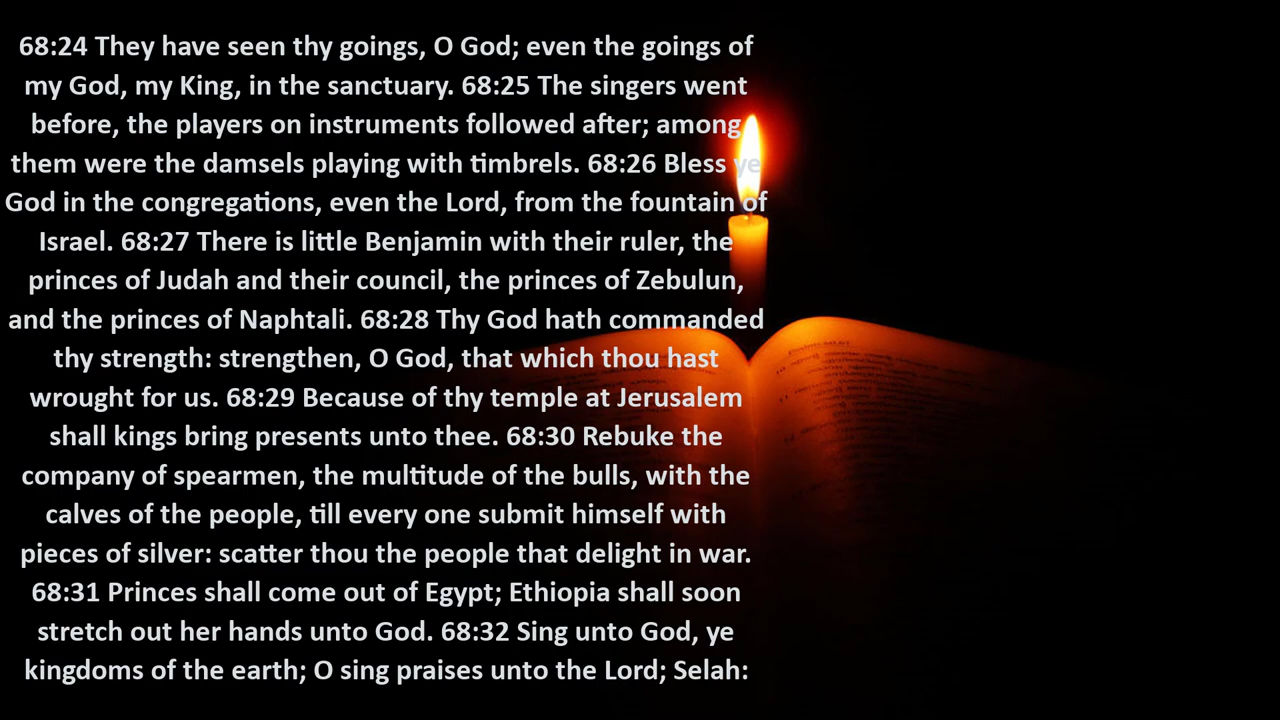 68:24 They have seen thy goings, O God; even the goings of
my God, my King, in the sanctuary. 68:25 The singers went
before, the players on instruments followed after; among
them were the damsels playing with timbrels. 68:26 Bless ye
God in the congregations, even the Lord, from the fountain of
Israel. 68:27 There is little Benjamin with their ruler, the
princes of Judah and their council, the princes of Zebulun,
and the princes of Naphtali. 68:28 Thy God hath commanded
thy strength: strengthen, O God, that which thou hast
wrought for us. 68:29 Because of thy temple at Jerusalem
shall kings bring presents unto thee. 68:30 Rebuke the
company of spearmen, the multitude of the bulls, with the
calves of the people, till every one submit himself with
pieces of silver: scatter thou the people that delight in war.
68:31 Princes shall come out of Egypt; Ethiopia shall soon
stretch out her hands unto God. 68:32 Sing unto God, ye
kingdoms of the earth; O sing praises unto the Lord; Selah: